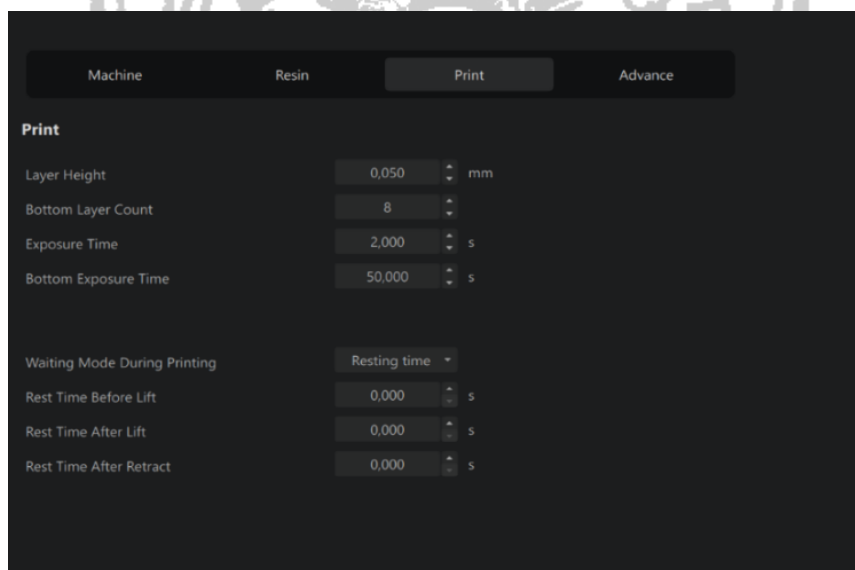 Machine Resin Print Advance
Print
Layer Height 0,050 mm
Bottom Layer Count 8
Exposure Time 2,000 s
Bottom Exposure Time 50,000 s
Waiting Mode During Printing Resting time
Rest Time Before Lift 0,000 s
Rest Time After Lift 0,000 s
Rest Time After Retract 0,000 s